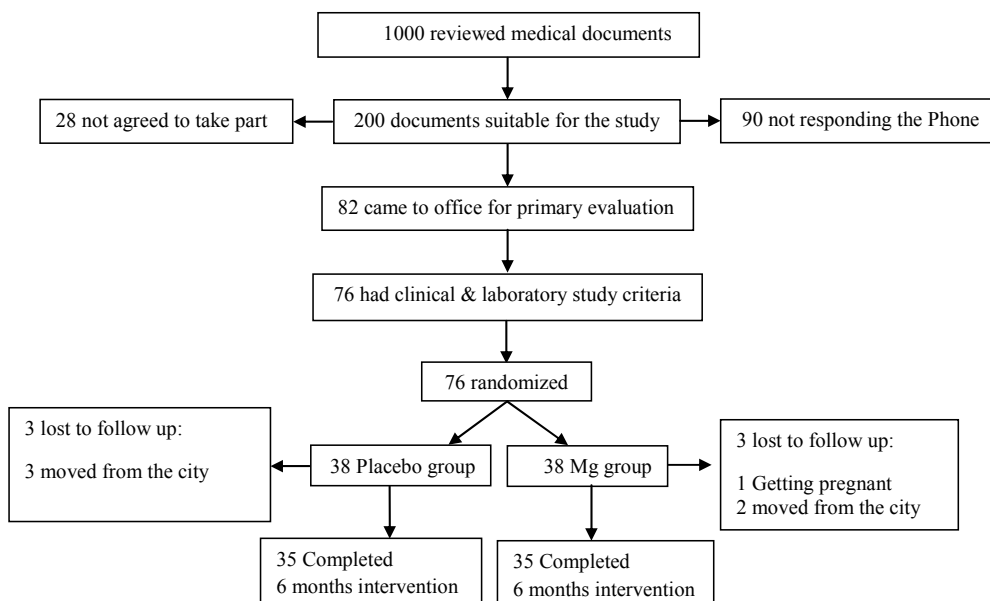 1000 reviewed medical documents
28 not agreed to take part
200 documents suitable for the study
90 not responding the Phone
82 came to office for primary evaluation
76 had clinical & laboratory study criteria
76 randomized
3 lost to follow up:
3 moved from the city
38 Placebo group
38 Mg group
3 lost to follow up:
1 Getting pregnant
2 moved from the city
35 Completed
6 months intervention
35 Completed
6 months intervention